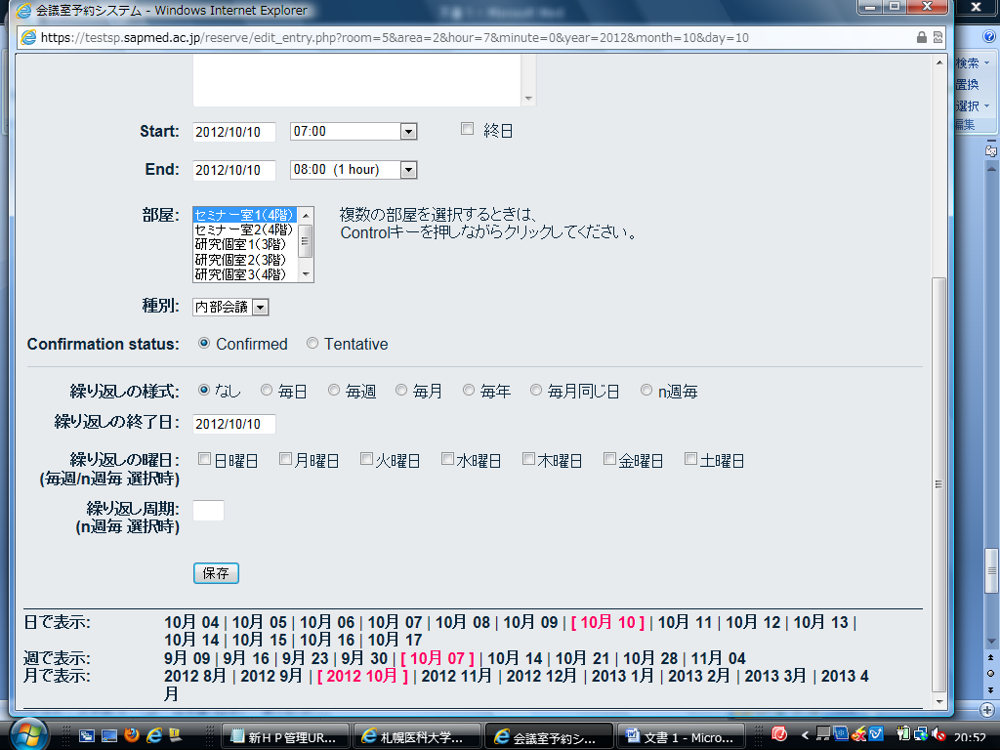 会議室予約システム - Windows Internet Explorer
https://testsp.sapmed.ac.jp/reserve/edit_entry.php?room=5&area=2&hour=7&minute=0&year=2012&month=10&day=10
検索
置換
選択
編集
Start: 2012/10/10 07:00 終日
End: 2012/10/10 08:00 (1 hour)
部屋: セミナー室1(4階)
セミナー室2(4階)
研究個室1(3階)
研究個室2(3階)
研究個室3(4階)
複数の部屋を選択するときは、
Controlキーを押しながらクリックしてください。
種別: 内部会議
Confirmation status: Confirmed Tentative
繰り返しの様式: なし 毎日 毎週 毎月 毎年 毎月同じ日 n週毎
繰り返しの終了日: 2012/10/10
繰り返しの曜日: 日曜日 月曜日 火曜日 水曜日 木曜日 金曜日 土曜日
(毎週/n週毎 選択時)
繰り返し周期:
(n週毎 選択時)
保存
日で表示: 10月 04 | 10月 05 | 10月 06 | 10月 07 | 10月 08 | 10月 09 | [ 10月 10 ] | 10月 11 | 10月 12 | 10月 13 |
10月 14 | 10月 15 | 10月 16 | 10月 17
週で表示: 9月 09 | 9月 16 | 9月 23 | 9月 30 | [ 10月 07 ] | 10月 14 | 10月 21 | 10月 28 | 11月 04
月で表示: 2012 8月 | 2012 9月 | [ 2012 10月 ] | 2012 11月 | 2012 12月 | 2013 1月 | 2013 2月 | 2013 3月 | 2013 4
月
新ＨＰ管理UR... 札幌医科大学... 会議室予約シ... 文書 1 - Micro... 20:52